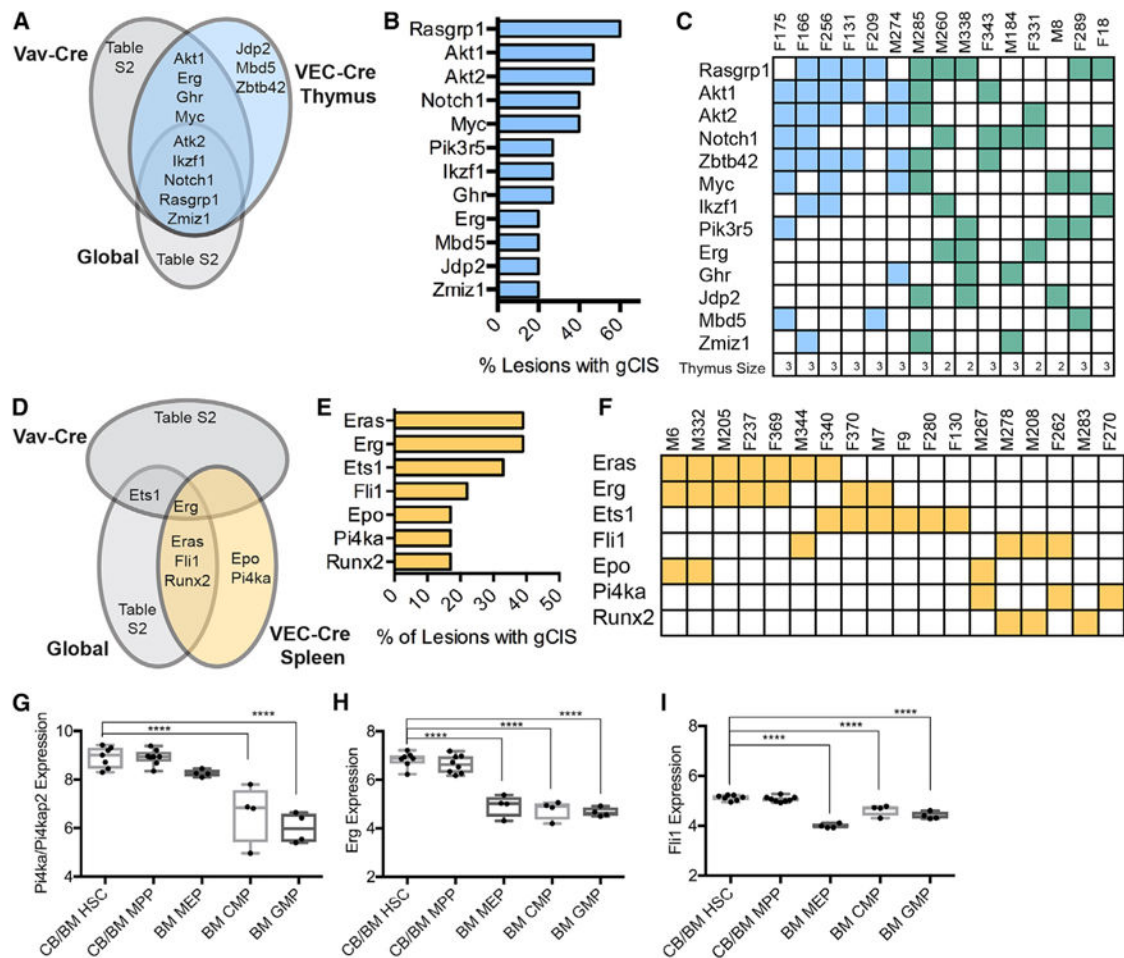 A
Vav-Cre
Table S2
Akt1
Erg
Ghr
Myc
Jdp2
Mbd5
Zbtb42
VEC-Cre Thymus
Atk2
Ikzf1
Notch1
Rasgrp1
Zmiz1
Global
Table S2
B
Rasgrp1
Akt1
Akt2
Notch1
Myc
Pik3r5
Ikzf1
Ghr
Erg
Mbd5
Jdp2
Zmiz1
0 20 40 60
% Lesions with gCIS
C
F175 F166 F256 F131 F209 M274 M285 M260 M338 F343 M184 F331 M8 F289 F18
Rasgrp1
Akt1
Akt2
Notch1
Zbtb42
Myc
Ikzf1
Pik3r5
Erg
Ghr
Jdp2
Mbd5
Zmiz1
Thymus Size 3 3 3 3 3 3 3 2 2 3 3 2 2 3 3
D
Vav-Cre
Table S2
Ets1
Erg
Eras
Fli1
Runx2
Epo
Pi4ka
Table S2
Global
VEC-Cre Spleen
E
Eras
Erg
Ets1
Fli1
Epo
Pi4ka
Runx2
0 10 20 30 40 50
% of Lesions with gCIS
F
M6 M332 M205 F237 F369 M344 F340 F370 M7 F9 F280 F130 M267 M278 M208 F262 M283 F270
Eras
Erg
Ets1
Fli1
Epo
Pi4ka
Runx2
G
Pi4ka/Pi4kap2 Expression
10
8
6
4
****
****
CB/BM HSC
CB/BM MPP
BM MEP
BM CMP
BM GMP
H
Erg Expression
8
6
4
2
****
****
****
CB/BM HSC
CB/BM MPP
BM MEP
BM CMP
BM GMP
I
Fli1 Expression
8
6
4
2
****
****
****
CB/BM HSC
CB/BM MPP
BM MEP
BM CMP
BM GMP